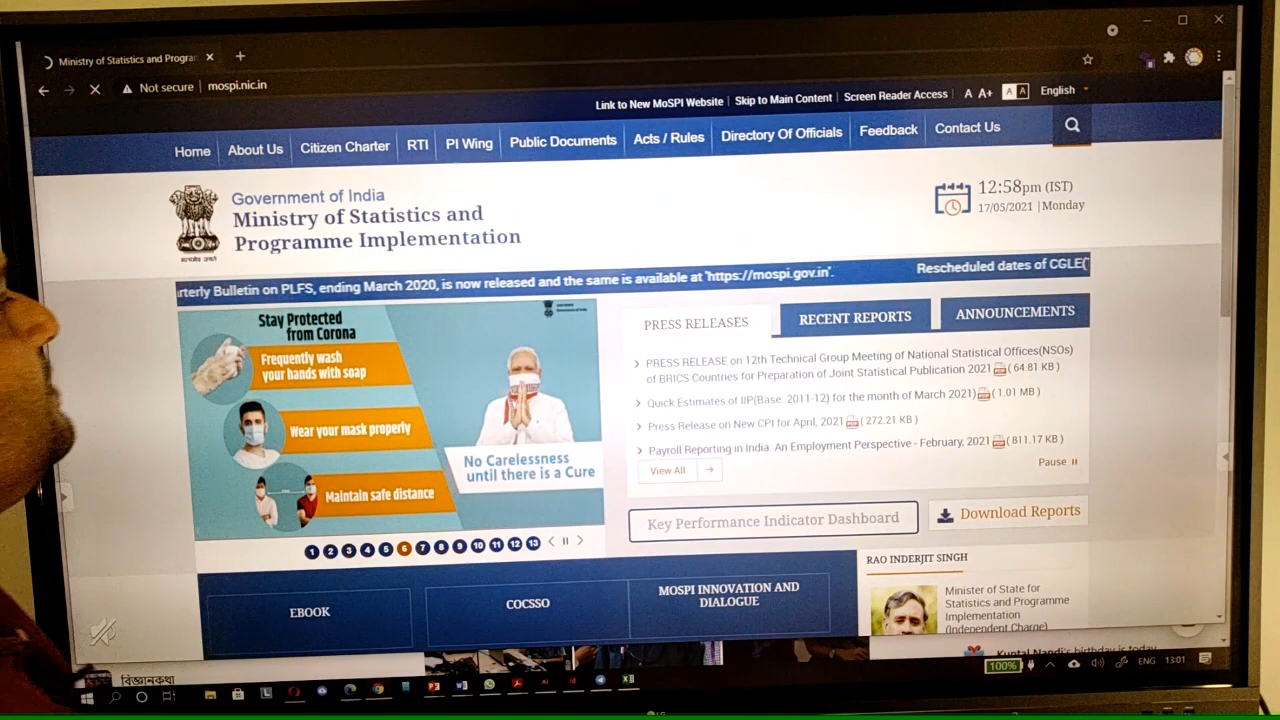 Ministry of Statistics and Progra
Not secure | mospi.nic.in
Link to New MoSPI Website | Skip to Main Content | Screen Reader Access A A+ A A English
Home About Us Citizen Charter RTI PI Wing Public Documents Acts / Rules Directory Of Officials Feedback Contact Us
Government of India
Ministry of Statistics and
Programme Implementation
12:58pm (IST)
17/05/2021 |Monday
rterly Bulletin on PLFS, ending March 2020, is now released and the same is available at 'https://mospi.gov.in'. Rescheduled dates of CGLE(
Stay Protected
from Corona
Frequently wash
your hands with soap
Wear your mask properly
Maintain safe distance
No Carelessness
until there is a Cure
1 2 3 4 5 6 7 8 9 10 11 12 13
PRESS RELEASES RECENT REPORTS ANNOUNCEMENTS
PRESS RELEASE on 12th Technical Group Meeting of National Statistical Offices(NSOs)
of BRICS Countries for Preparation of Joint Statistical Publication 2021 ( 64.81 KB )
Quick Estimates of IIP(Base 2011-12) for the month of March 2021) ( 1.01 MB )
Press Release on New CPI for April, 2021 ( 272.21 KB )
Payroll Reporting in India: An Employment Perspective - February, 2021 ( 811.17 KB )
View All
Pause
Key Performance Indicator Dashboard
Download Reports
EBOOK
COCSSO
MOSPI INNOVATION AND
DIALOGUE
RAO INDERJIT SINGH
Minister of State for
Statistics and Programme
Implementation
(Independent Charge)
Kuntal Nandi's birthday is today
বিজ্ঞানকথা
100%
ENG 13:01